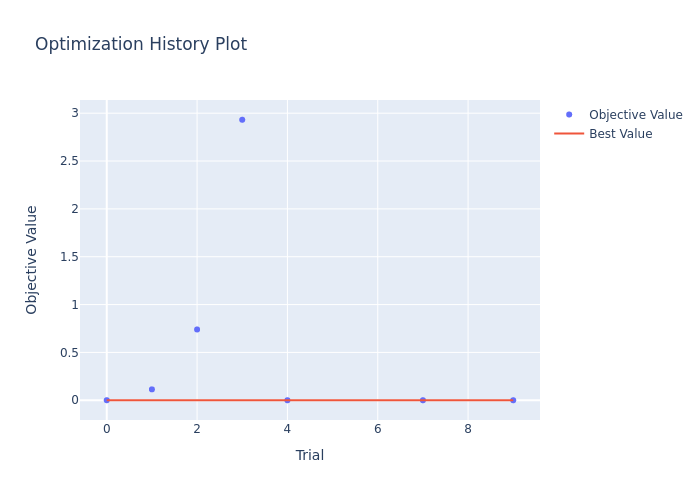 Optimization History Plot
Objective Value
Best Value
3
2.5
2
1.5
1
0.5
0
Objective Value
0
2
4
6
8
Trial